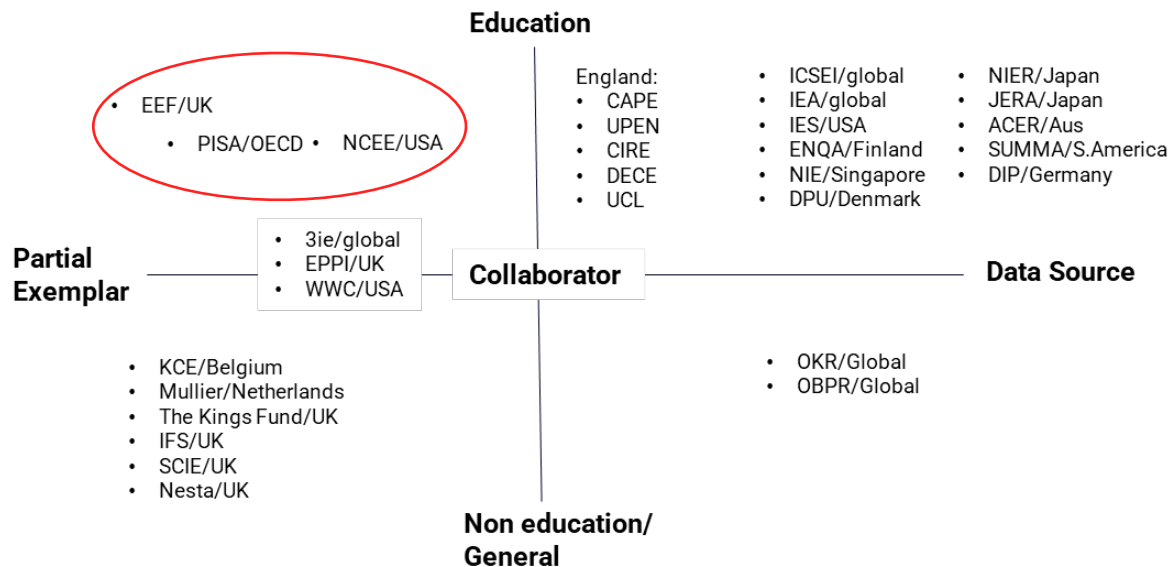 Education
• EEF/UK
• PISA/OECD • NCEE/USA
England:
• CAPE
• UPEN
• CIRE
• DECE
• UCL
• ICSEI/global
• IEA/global
• IES/USA
• ENQA/Finland
• NIE/Singapore
• DPU/Denmark
• NIER/Japan
• JERA/Japan
• ACER/Aus
• SUMMA/S.America
• DIP/Germany
Partial
Exemplar
• 3ie/global
• EPPI/UK
• WWC/USA
Collaborator
Data Source
• KCE/Belgium
• Mullier/Netherlands
• The Kings Fund/UK
• IFS/UK
• SCIE/UK
• Nesta/UK
• OKR/Global
• OBPR/Global
Non education/
General